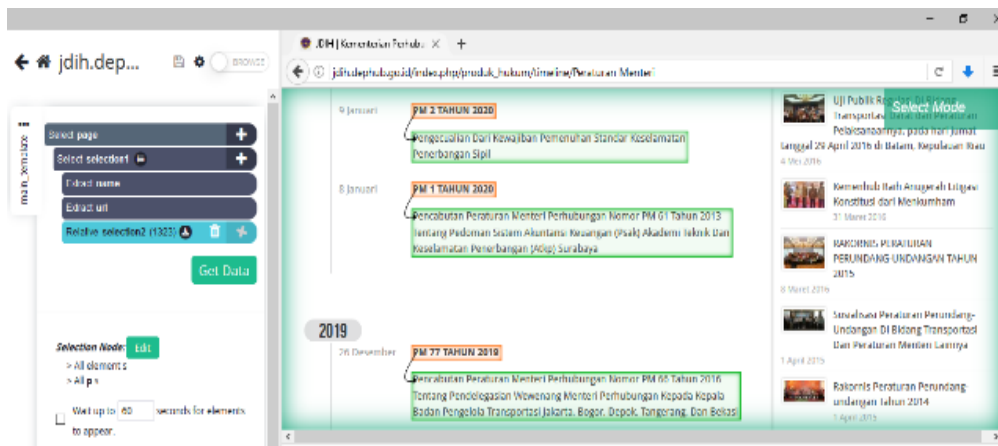 jdih.dep...
BROWSE
main_template
Select page
Select selection1
Extract name
Extract url
Relative selection2 (1323)
Get Data
Selection Node: Edit
> All elements
> All p s
Wait up to 60 seconds for elements
to appear.
JDIH | Kementerian Perhubu
jdih.dephub.go.id/index.php/produk_hukum/timeline/Peraturan Menteri
Select Mode
9 Januari
PM 2 TAHUN 2020
Pengecualian Dari Kewajiban Pemenuhan Standar Keselamatan
Penerbangan Sipil
8 Januari
PM 1 TAHUN 2020
Pencabutan Peraturan Menteri Perhubungan Nomor PM 61 Tahun 2013
Tentang Pedoman Sistem Akuntansi Keuangan (Psak) Akademi Teknik Dan
Keselamatan Penerbangan (Atkp) Surabaya
2019
26 Desember
PM 77 TAHUN 2019
Pencabutan Peraturan Menteri Perhubungan Nomor PM 66 Tahun 2016
Tentang Pendelegasian Wewenang Menteri Perhubungan Kepada Kepala
Badan Pengelola Transportasi Jakarta, Bogor, Depok, Tangerang, Dan Bekasi
Uji Publik Di Bidang
Transportasi Darat dan Peraturan
Pelaksanaannya, pada hari Jumat
tanggal 29 April 2016 di Batam, Kepulauan Riau
4 Mei 2016
Kemenhub Raih Anugerah Litigasi
Konstitusi dari Menkumham
31 Maret 2016
RAKORNIS PERATURAN
PERUNDANG-UNDANGAN TAHUN
2015
8 Maret 2016
Sosialisasi Peraturan Perundang-
Undangan Di Bidang Transportasi
Dan Peraturan Menteri Lainnya
1 April 2015
Rakornis Peraturan Perundang-
undangan Tahun 2014
1 April 2015